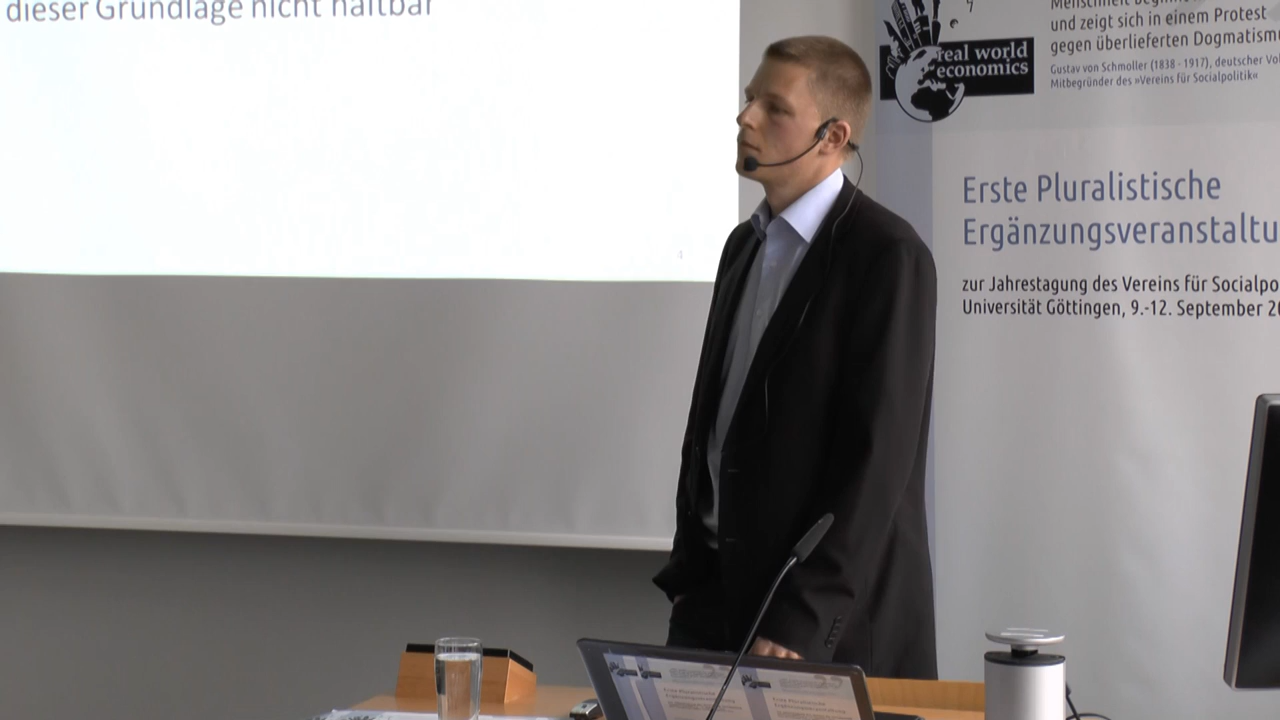 dieser Grundlage nicht haltbar
real world
economics
und zeigt sich in einem Protest
gegen überlieferten Dogmatismu
Gustav von Schmoller (1838 - 1917), deutscher Vol
Mitbegründer des »Vereins für Socialpolitik«
Erste Pluralistische
Ergänzungsveranstaltu
zur Jahrestagung des Vereins für Socialpo
Universität Göttingen, 9.-12. September 20